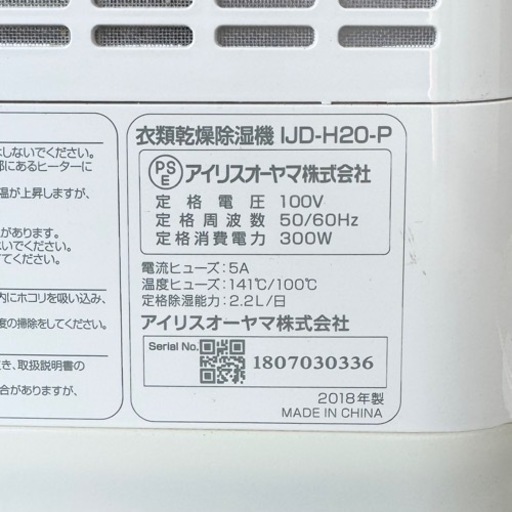 しないでください。
部にあるヒーターに
温が上昇しますが、
があります。
いでください。
てください。
内にホコリを吸い込み、
度の掃除をしてください。
き、取扱説明書の
合がありますが、
衣類乾燥除湿機 IJD-H20-P
PSE アイリスオーヤマ株式会社
定格電圧 100V
定格周波数 50/60Hz
定格消費電力 300W
電流ヒューズ:5A
温度ヒューズ:141℃/100℃
定格除湿能力:2.2L/日
アイリスオーヤマ株式会社
Serial No.
1807030336
2018年製
MADE IN CHINA